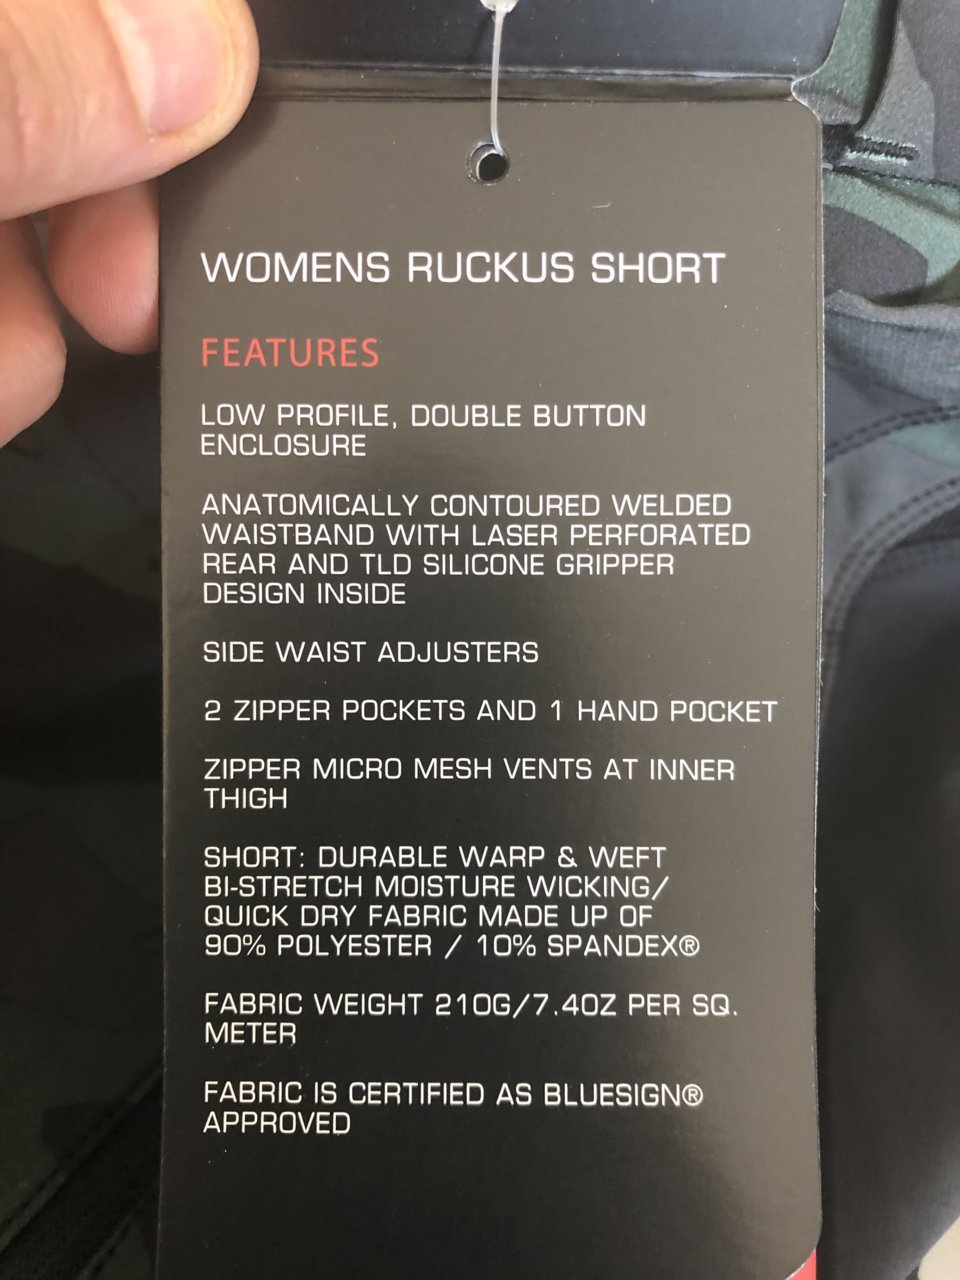 WOMENS RUCKUS SHORT
FEATURES
LOW PROFILE, DOUBLE BUTTON
ENCLOSURE
ANATOMICALLY CONTOURED WELDED
WAISTBAND WITH LASER PERFORATED
REAR AND TLD SILICONE GRIPPER
DESIGN INSIDE
SIDE WAIST ADJUSTERS
2 ZIPPER POCKETS AND 1 HAND POCKET
ZIPPER MICRO MESH VENTS AT INNER
THIGH
SHORT: DURABLE WARP & WEFT
BI-STRETCH MOISTURE WICKING/
QUICK DRY FABRIC MADE UP OF
90% POLYESTER / 10% SPANDEX®
FABRIC WEIGHT 210G/7.4OZ PER SQ.
METER
FABRIC IS CERTIFIED AS BLUESIGN®
APPROVED